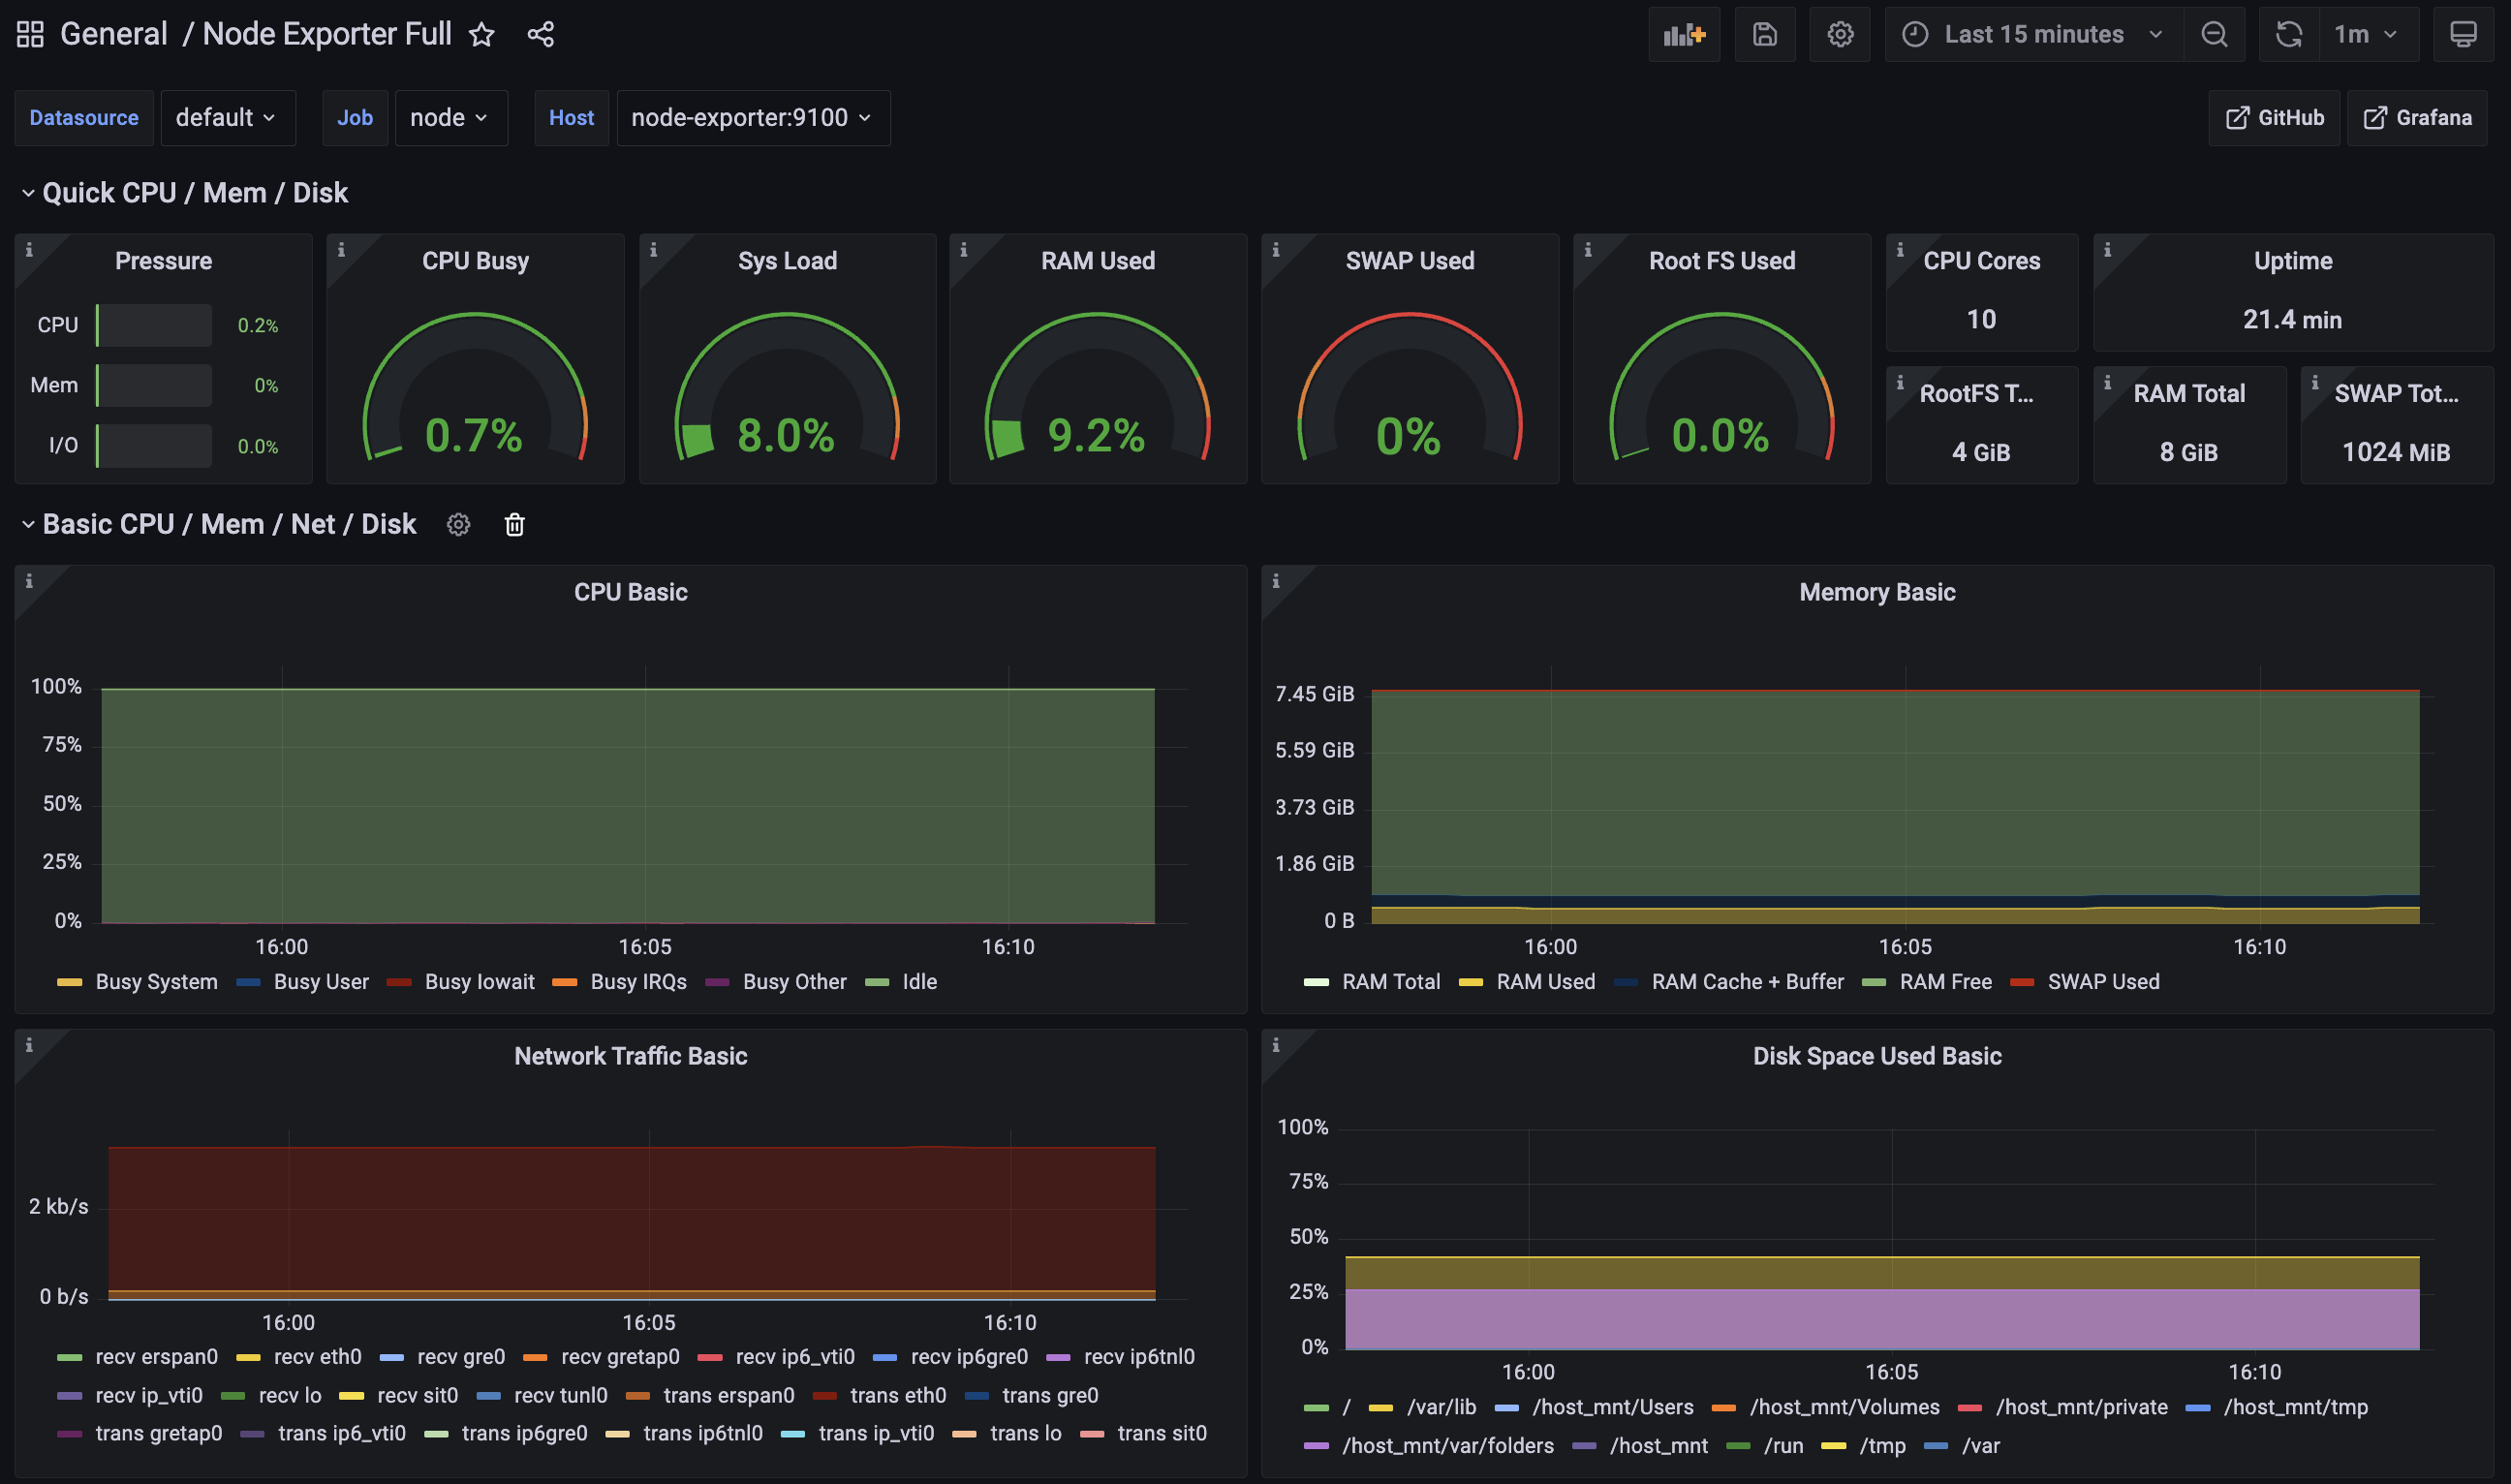 General / Node Exporter Full
Last 15 minutes
1m
Datasource default Job node Host node-exporter:9100
GitHub Grafana
Quick CPU / Mem / Disk
Pressure
CPU 0.2%
Mem 0%
I/O 0.0%
CPU Busy
0.7%
Sys Load
8.0%
RAM Used
9.2%
SWAP Used
0%
Root FS Used
0.0%
CPU Cores
10
Uptime
21.4 min
RootFS T...
4 GiB
RAM Total
8 GiB
SWAP Tot...
1024 MiB
Basic CPU / Mem / Net / Disk
CPU Basic
100%
75%
50%
25%
0%
16:00 16:05 16:10
Busy System Busy User Busy Iowait Busy IRQs Busy Other Idle
Memory Basic
7.45 GiB
5.59 GiB
3.73 GiB
1.86 GiB
0 B
16:00 16:05 16:10
RAM Total RAM Used RAM Cache + Buffer RAM Free SWAP Used
Network Traffic Basic
2 kb/s
0 b/s
16:00 16:05 16:10
recv erspan0 recv eth0 recv gre0 recv gretap0 recv ip6_vti0 recv ip6gre0 recv ip6tnl0
recv ip_vti0 recv lo recv sit0 recv tunl0 trans erspan0 trans eth0 trans gre0
trans gretap0 trans ip6_vti0 trans ip6gre0 trans ip6tnl0 trans ip_vti0 trans lo trans sit0
Disk Space Used Basic
100%
75%
50%
25%
0%
16:00 16:05 16:10
/ /var/lib /host_mnt/Users /host_mnt/Volumes /host_mnt/private /host_mnt/tmp
/host_mnt/var/folders /host_mnt /run /tmp /var